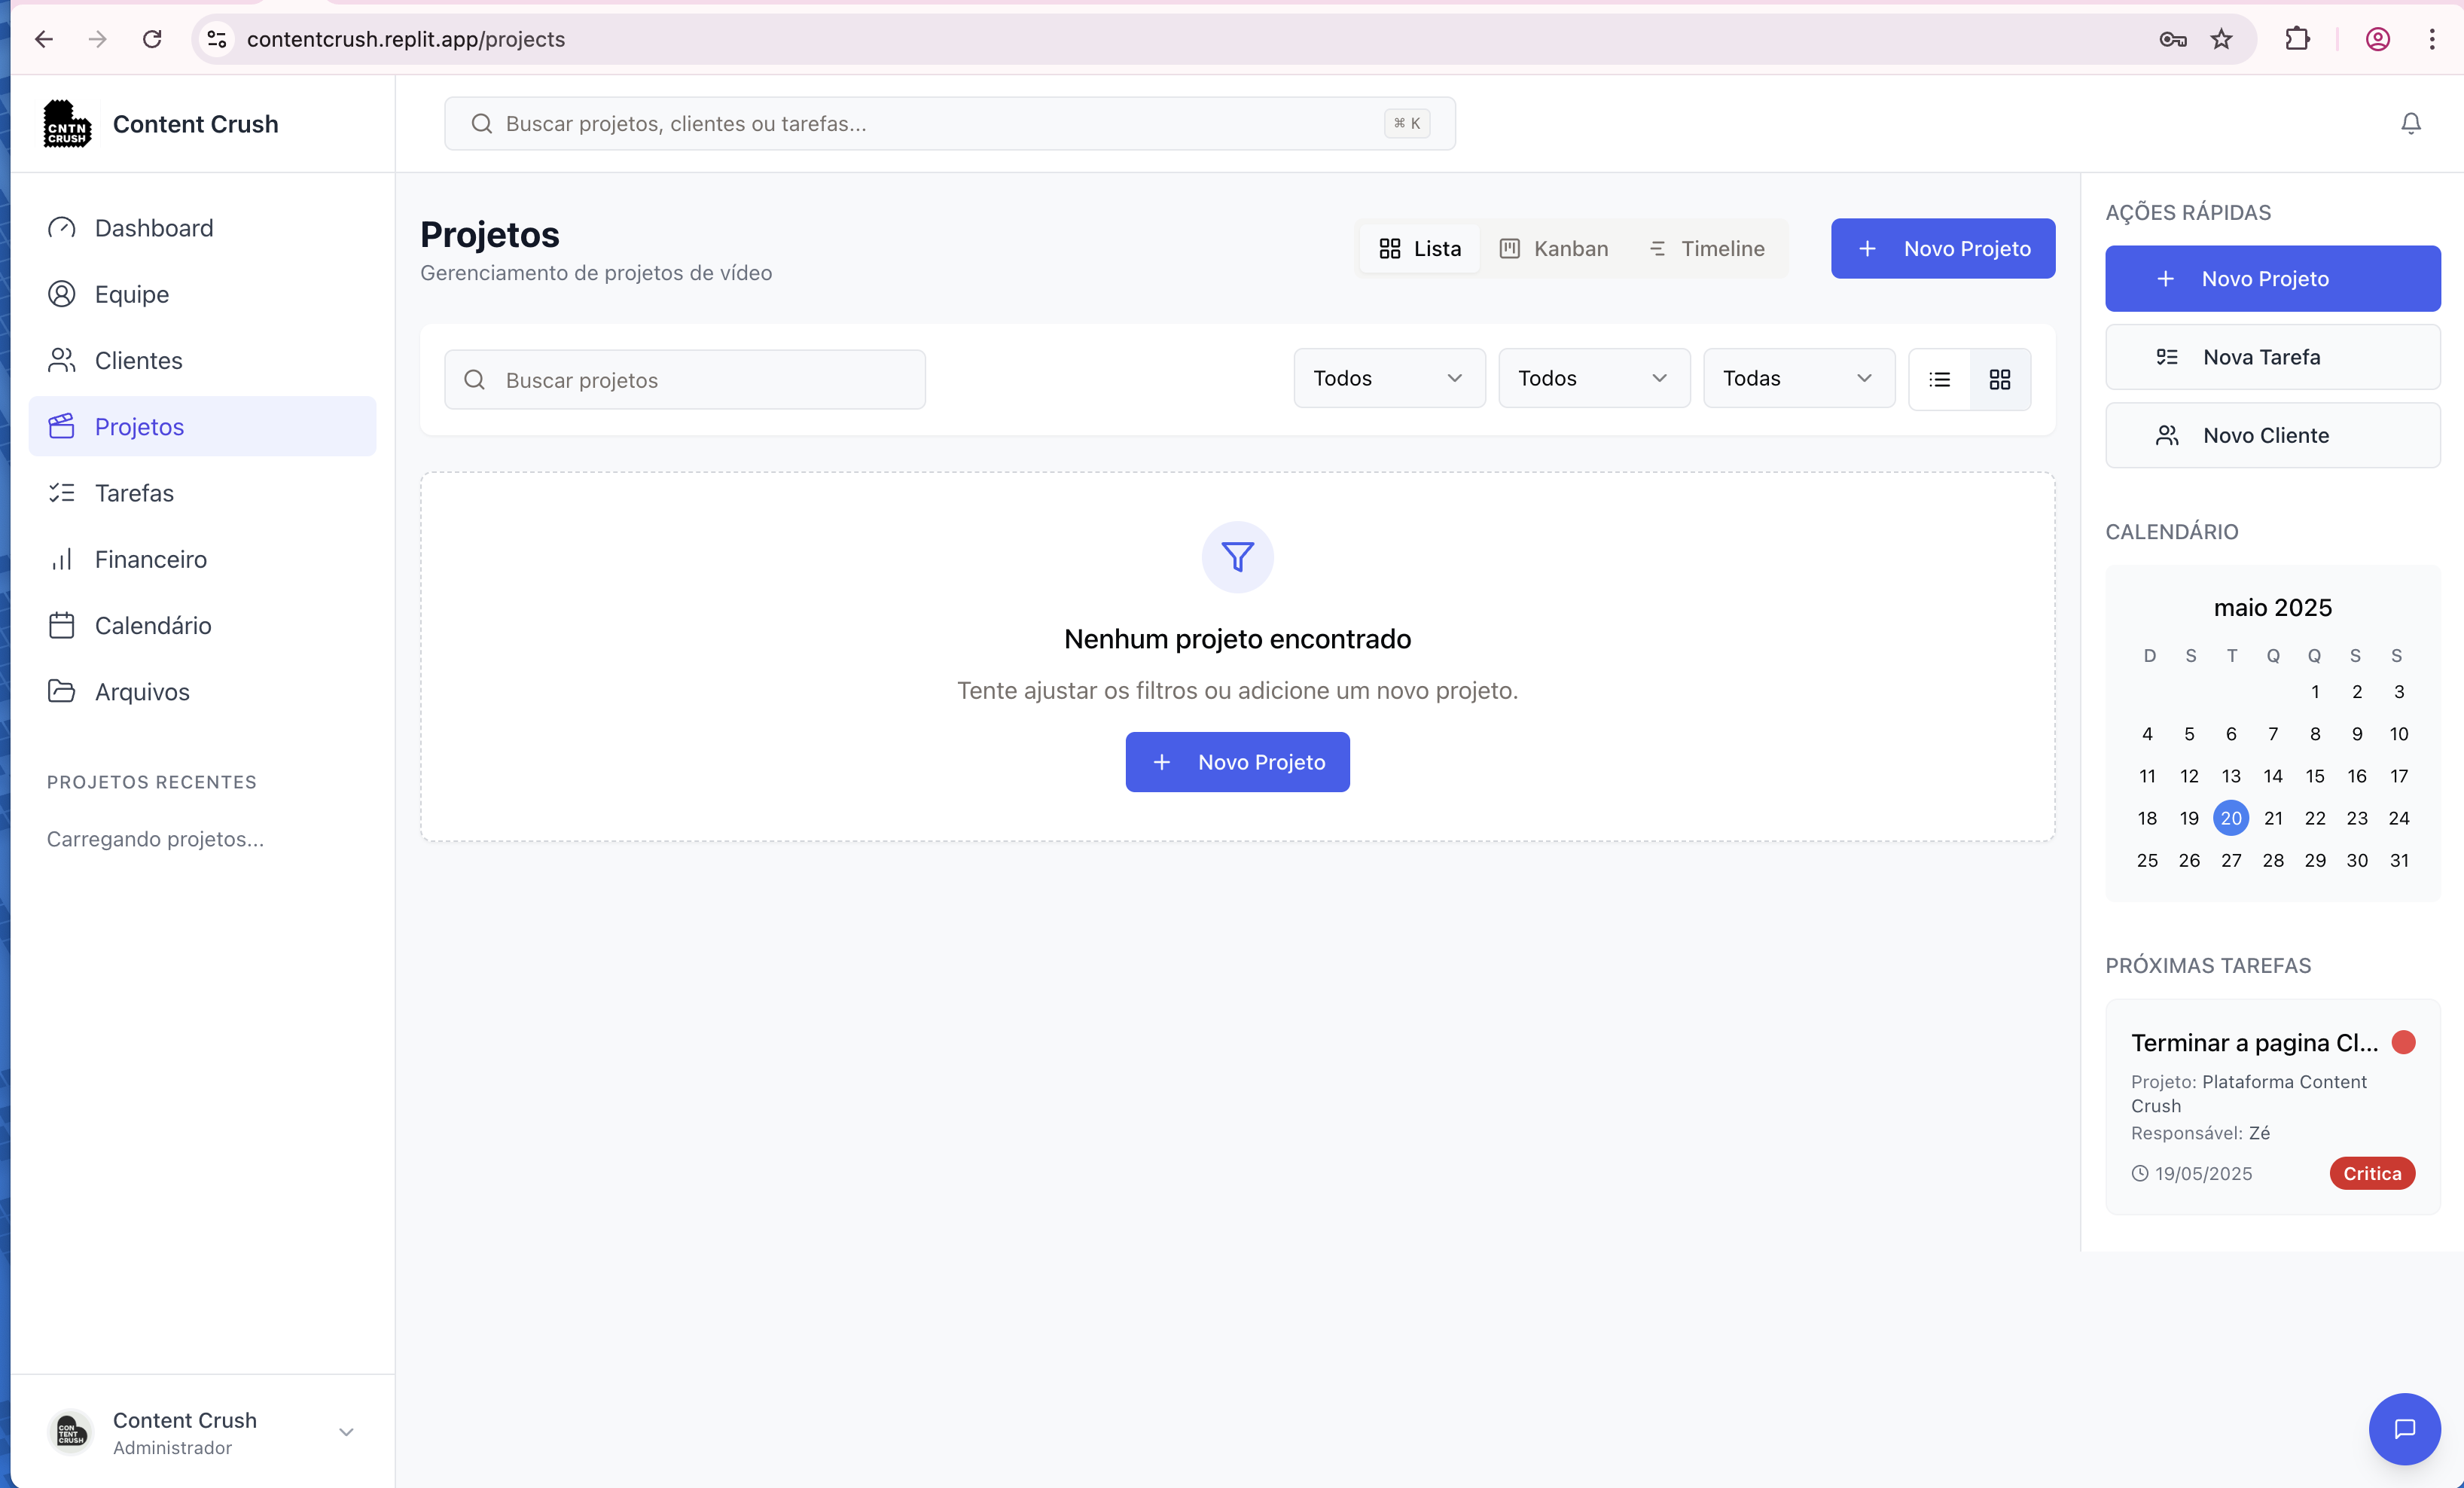 contentcrush.replit.app/projects
CNTN
CRUSH
Content Crush
Buscar projetos, clientes ou tarefas...
⌘ K
Dashboard
Equipe
Clientes
Projetos
Tarefas
Financeiro
Calendário
Arquivos
PROJETOS RECENTES
Carregando projetos...
CON
TENT
CRUSH
Content Crush
Administrador
Projetos
Gerenciamento de projetos de vídeo
Lista
Kanban
Timeline
Novo Projeto
Buscar projetos
Todos
Todos
Todas
Nenhum projeto encontrado
Tente ajustar os filtros ou adicione um novo projeto.
Novo Projeto
AÇÕES RÁPIDAS
Novo Projeto
Nova Tarefa
Novo Cliente
CALENDÁRIO
maio 2025
D S T Q Q S S
1 2 3
4 5 6 7 8 9 10
11 12 13 14 15 16 17
18 19 20 21 22 23 24
25 26 27 28 29 30 31
PRÓXIMAS TAREFAS
Terminar a pagina Cl...
Projeto: Plataforma Content
Crush
Responsável: Zé
19/05/2025
Critica